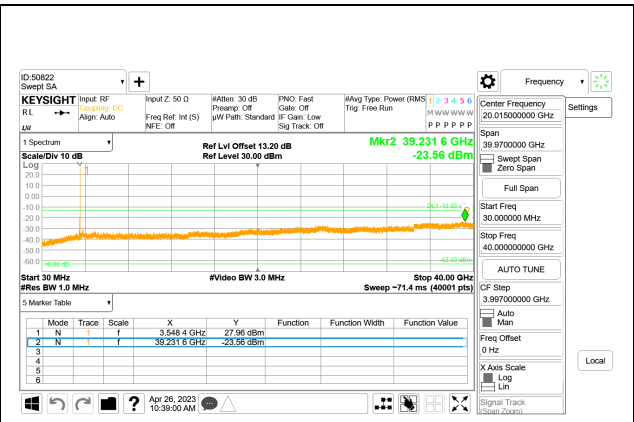 ID:50822
Swept SA
+
Frequency
KEYSIGHT
RL
LXI
Input: RF
Coupling: DC
Align: Auto
Input Z: 50 Ω
Freq Ref: Int (S)
NFE: Off
#Atten: 30 dB
Preamp: Off
µW Path: Standard
PNO: Fast
Gate: Off
IF Gain: Low
Sig Track: Off
#Avg Type: Power (RMS
Trig: Free Run
1 2 3 4 5 6
M W W W W W
P P P P P P
1 Spectrum
Scale/Div 10 dB
Ref Lvl Offset 13.20 dB
Ref Level 30.00 dBm
Mkr2 39.231 6 GHz
-23.56 dBm
Log
20.0
10.0
0.00
-10.0
-20.0
-30.0
-40.0
-50.0
-60.0
1
DL1 -13.00
Start 30 MHz
#Res BW 1.0 MHz
#Video BW 3.0 MHz
Stop 40.00 GHz
Sweep ~71.4 ms (40001 pts)
5 Marker Table
Mode Trace Scale X Y Function Function Width Function Value
1 N 1 f 3.548 4 GHz 27.96 dBm
2 N 1 f 39.231 6 GHz -23.56 dBm
3
4
5
6
?
Apr 26, 2023
10:39:00 AM
Center Frequency
20.015000000 GHz
Span
39.9700000 GHz
Swept Span
Zero Span
Full Span
Start Freq
30.000000 MHz
Stop Freq
40.000000000 GHz
AUTO TUNE
CF Step
3.997000000 GHz
Auto
Man
Freq Offset
0 Hz
X Axis Scale
Log
Lin
Signal Track
(Span Zoom)
Settings
Local